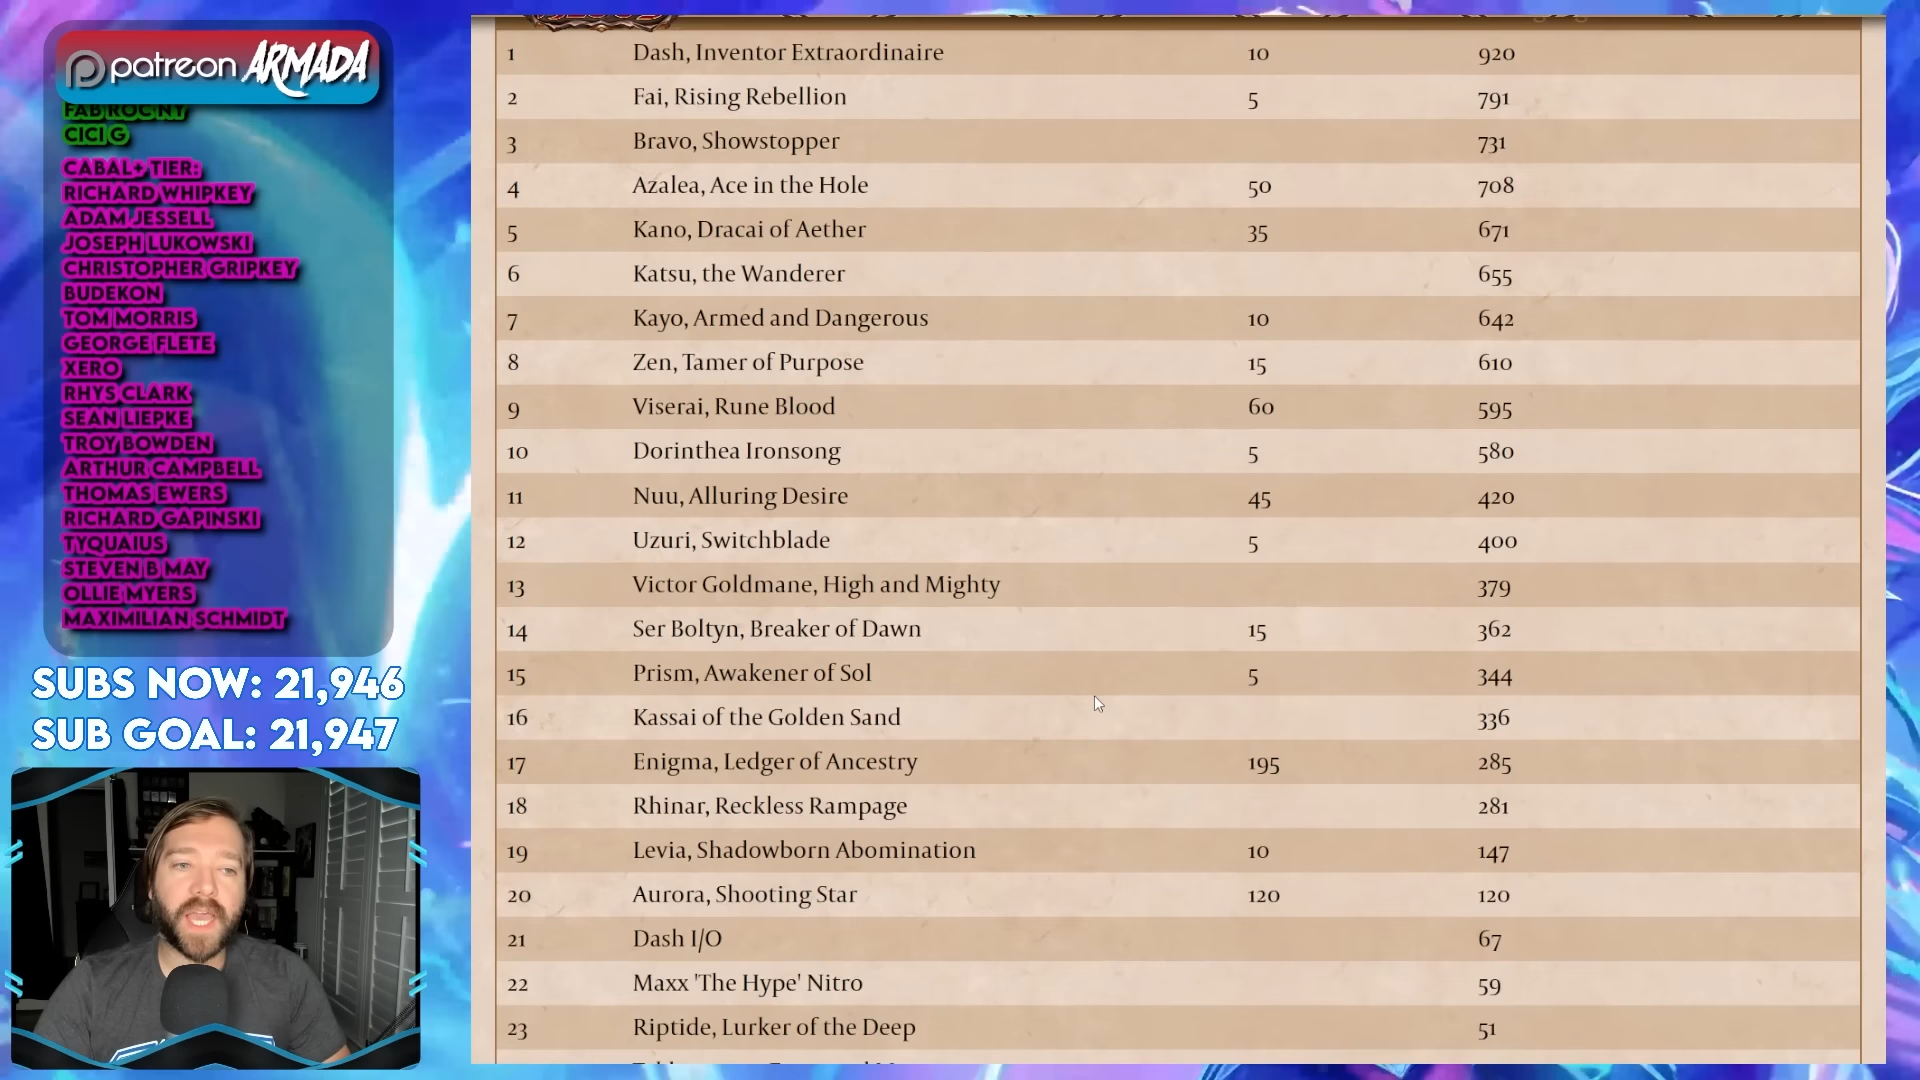 patreon ARMADA
FAB ROC NY
CICI G
CABAL+ TIER:
RICHARD WHIPKEY
ADAM JESSELL
JOSEPH LUKOWSKI
CHRISTOPHER GRIPKEY
BUDEKON
TOM MORRIS
GEORGE FLETE
XERO
RHYS CLARK
SEAN LIEPKE
TROY BOWDEN
ARTHUR CAMPBELL
THOMAS EWERS
RICHARD GAPINSKI
TYQUAIUS
STEVEN B MAY
OLLIE MYERS
MAXIMILIAN SCHMIDT
SUBS NOW: 21,946
SUB GOAL: 21,947
1 Dash, Inventor Extraordinaire 10 920
2 Fai, Rising Rebellion 5 791
3 Bravo, Showstopper 731
4 Azalea, Ace in the Hole 50 708
5 Kano, Dracai of Aether 35 671
6 Katsu, the Wanderer 655
7 Kayo, Armed and Dangerous 10 642
8 Zen, Tamer of Purpose 15 610
9 Viserai, Rune Blood 60 595
10 Dorinthea Ironsong 5 580
11 Nuu, Alluring Desire 45 420
12 Uzuri, Switchblade 5 400
13 Victor Goldmane, High and Mighty 379
14 Ser Boltyn, Breaker of Dawn 15 362
15 Prism, Awakener of Sol 5 344
16 Kassai of the Golden Sand 336
17 Enigma, Ledger of Ancestry 195 285
18 Rhinar, Reckless Rampage 281
19 Levia, Shadowborn Abomination 10 147
20 Aurora, Shooting Star 120 120
21 Dash I/O 67
22 Maxx 'The Hype' Nitro 59
23 Riptide, Lurker of the Deep 51